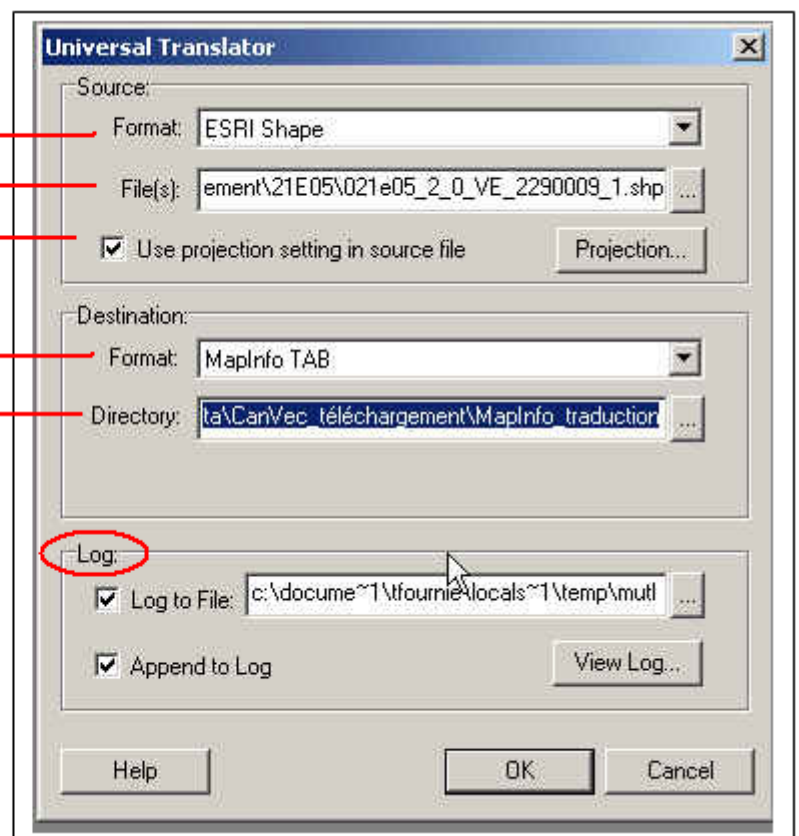 Universal Translator
Source:
Format: ESRI Shape
File(s): ement\21E05\021e05_2_0_VE_2290009_1.shp ...
Use projection setting in source file Projection...
Destination:
Format: MapInfo TAB
Directory: ta\CanVec_téléchargement\MapInfo_traduction ...
Log:
Log to File: c:\docume~1\tfournie\locals~1\temp\mutl ...
Append to Log View Log...
Help OK Cancel